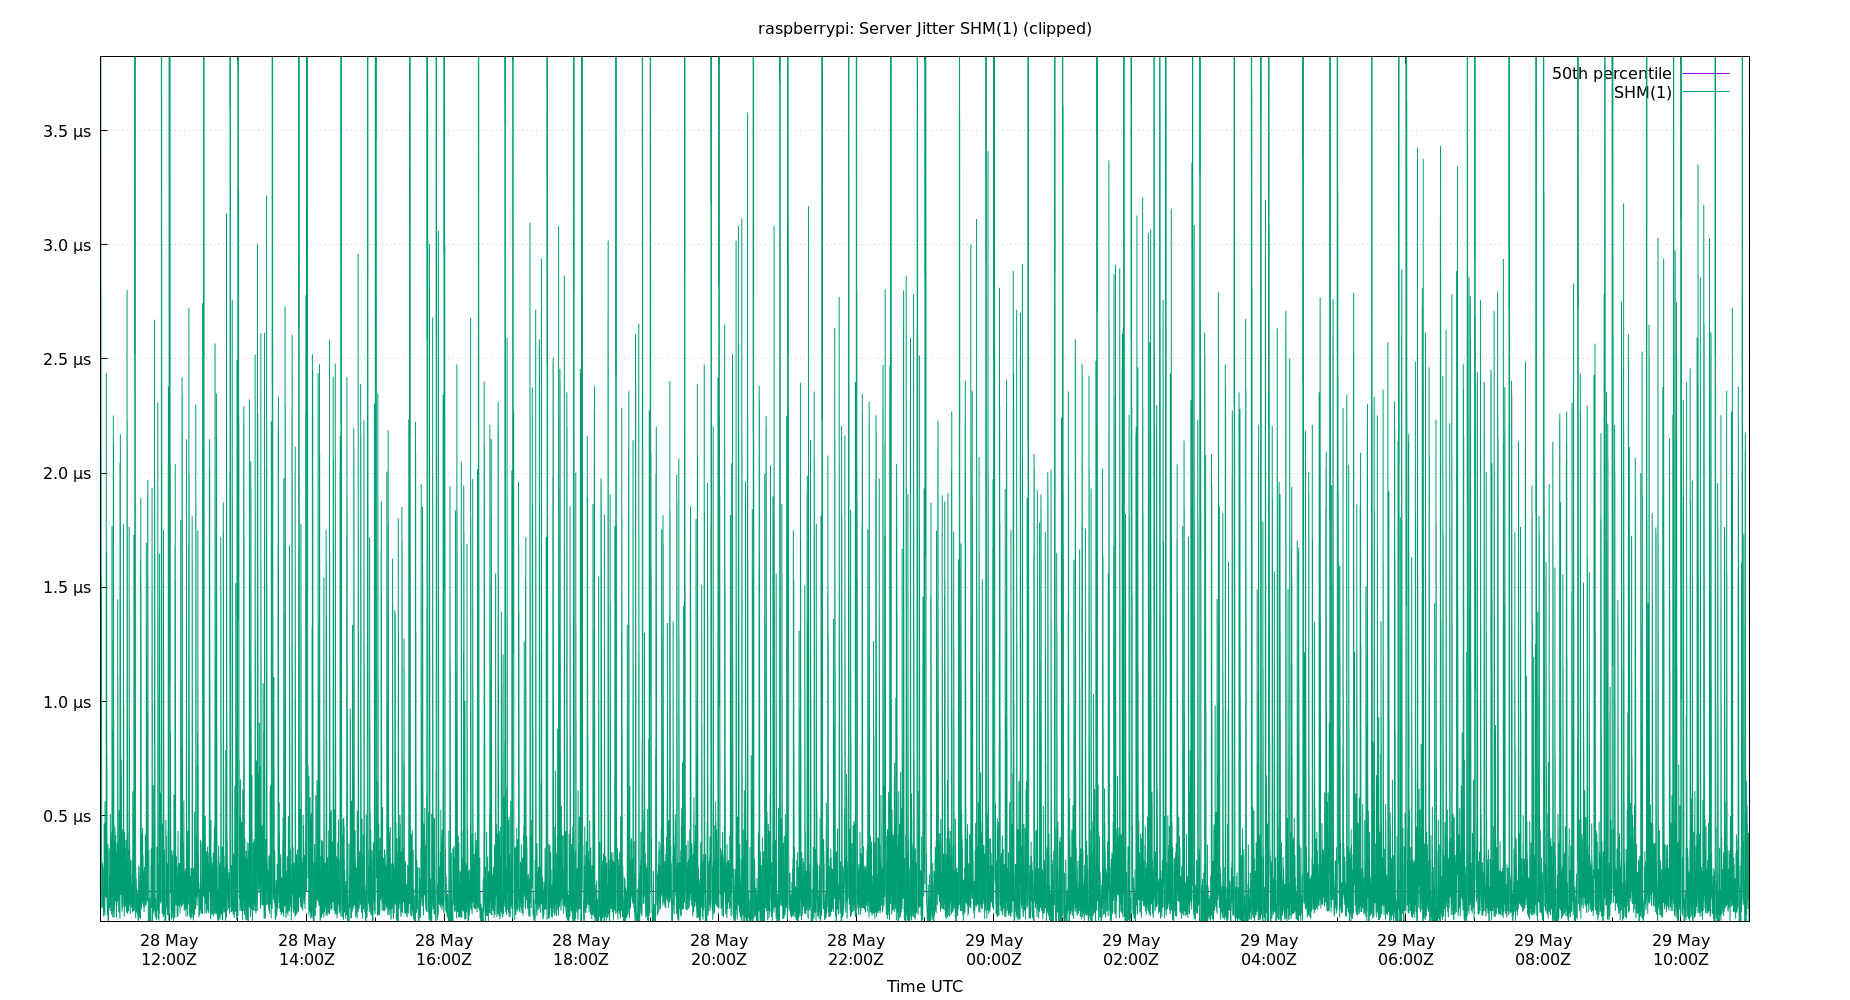 raspberrypi: Server Jitter SHM(1) (clipped)
50th percentile
SHM(1)
3.5 µs
3.0 µs
2.5 µs
2.0 µs
1.5 µs
1.0 µs
0.5 µs
28 May 28 May 28 May 28 May 28 May 28 May 29 May 29 May 29 May 29 May 29 May 29 May
12:00Z 14:00Z 16:00Z 18:00Z 20:00Z 22:00Z 00:00Z 02:00Z 04:00Z 06:00Z 08:00Z 10:00Z
Time UTC